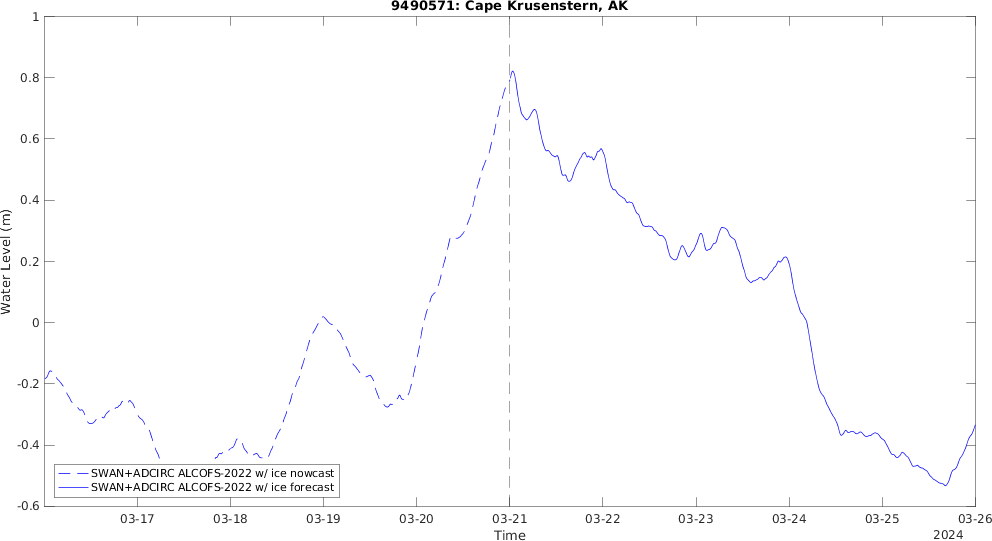 9490571: Cape Krusenstern, AK
1
0.8
0.6
0.4
0.2
0
-0.2
-0.4
-0.6
Water Level (m)
SWAN+ADCIRC ALCOFS-2022 w/ ice nowcast
SWAN+ADCIRC ALCOFS-2022 w/ ice forecast
03-17 03-18 03-19 03-20 03-21 03-22 03-23 03-24 03-25 03-26
Time
2024